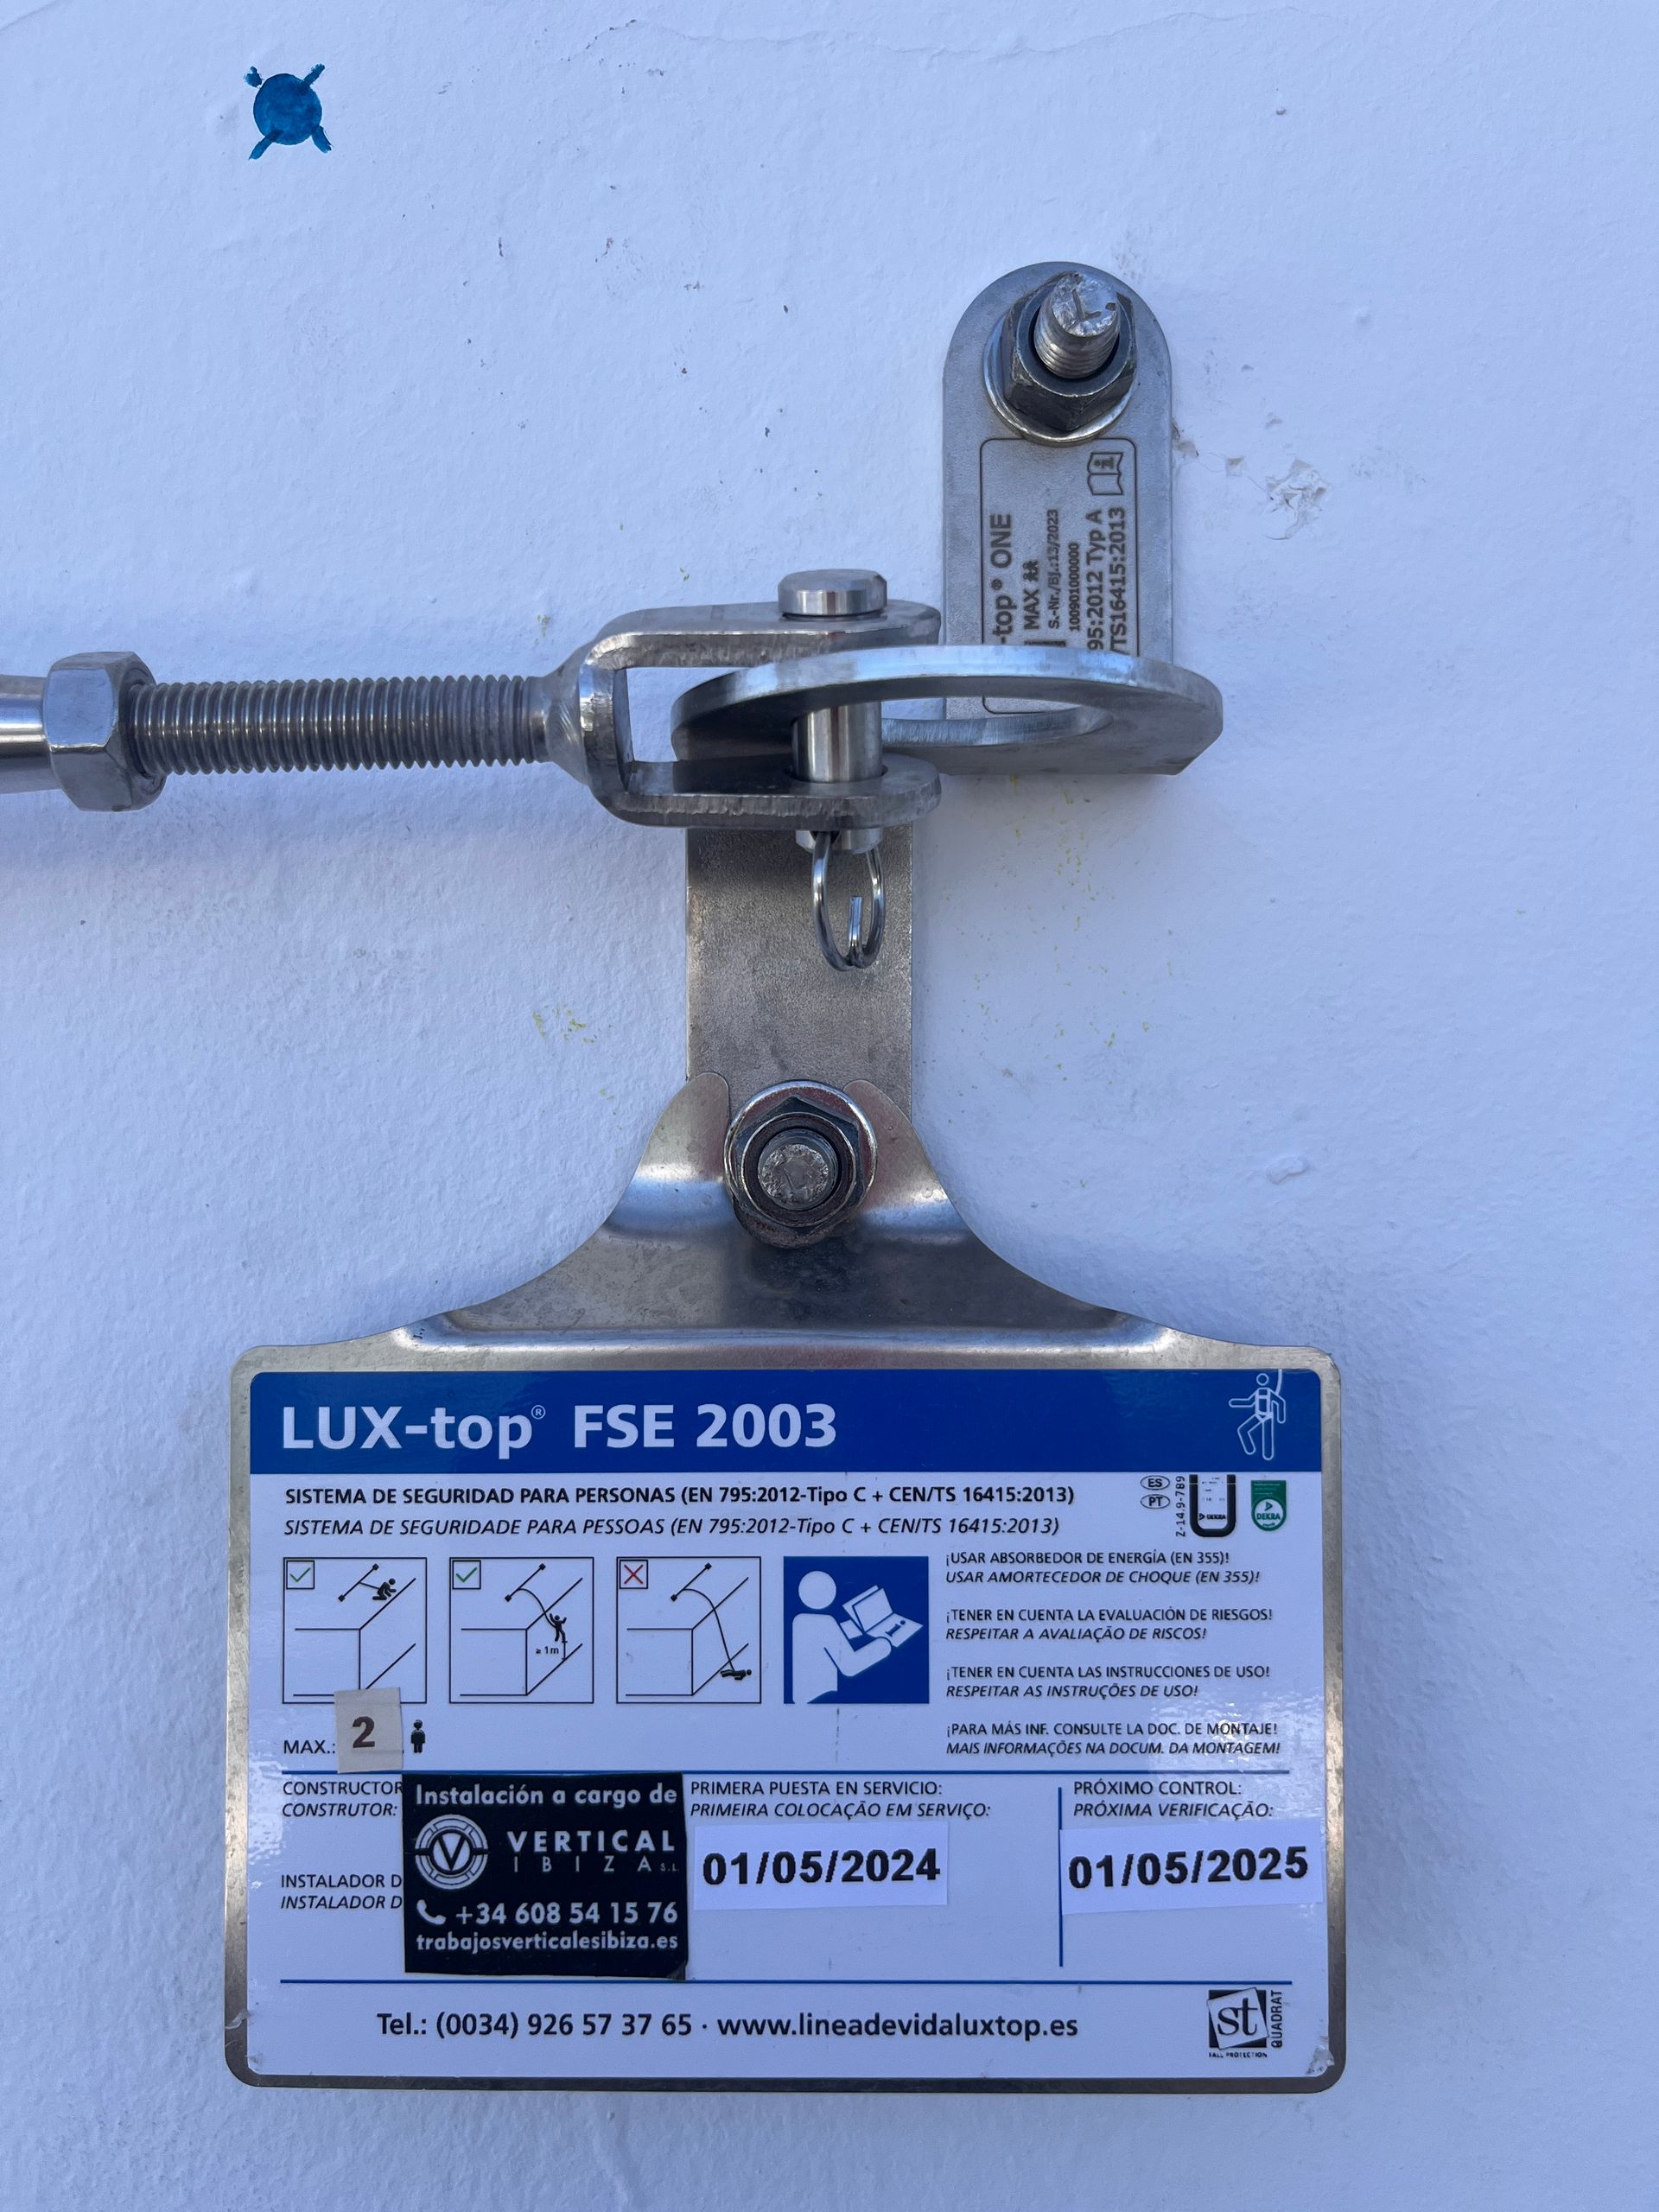 -top® ONE
MAX
S.-Nr./Bj.:13/2023
100901000000
95:2012 Typ A
/TS16415:2013
LUX-top® FSE 2003
SISTEMA DE SEGURIDAD PARA PERSONAS (EN 795:2012-Tipo C + CEN/TS 16415:2013)
SISTEMA DE SEGURIDADE PARA PESSOAS (EN 795:2012-Tipo C + CEN/TS 16415:2013)
ES
PT
Z-14.9-789
DEKRA
DEKRA
≥ 1m
¡USAR ABSORBEDOR DE ENERGÍA (EN 355)!
USAR AMORTECEDOR DE CHOQUE (EN 355)!
¡TENER EN CUENTA LA EVALUACIÓN DE RIESGOS!
RESPEITAR A AVALIAÇÃO DE RISCOS!
¡TENER EN CUENTA LAS INSTRUCCIONES DE USO!
RESPEITAR AS INSTRUÇÕES DE USO!
¡PARA MÁS INF. CONSULTE LA DOC. DE MONTAJE!
MAIS INFORMAÇÕES NA DOCUM. DA MONTAGEM!
MAX.: 2
CONSTRUCTOR
CONSTRUTOR:
INSTALADOR D
INSTALADOR D
Instalación a cargo de
VERTICAL
IBIZA S.L.
+34 608 54 15 76
trabajosverticalesibiza.es
PRIMERA PUESTA EN SERVICIO:
PRIMEIRA COLOCAÇÃO EM SERVIÇO:
01/05/2024
PRÓXIMO CONTROL:
PRÓXIMA VERIFICAÇÃO:
01/05/2025
Tel.: (0034) 926 57 37 65 · www.lineadevidaluxtop.es
st QUADRAT
FALL PROTECTION